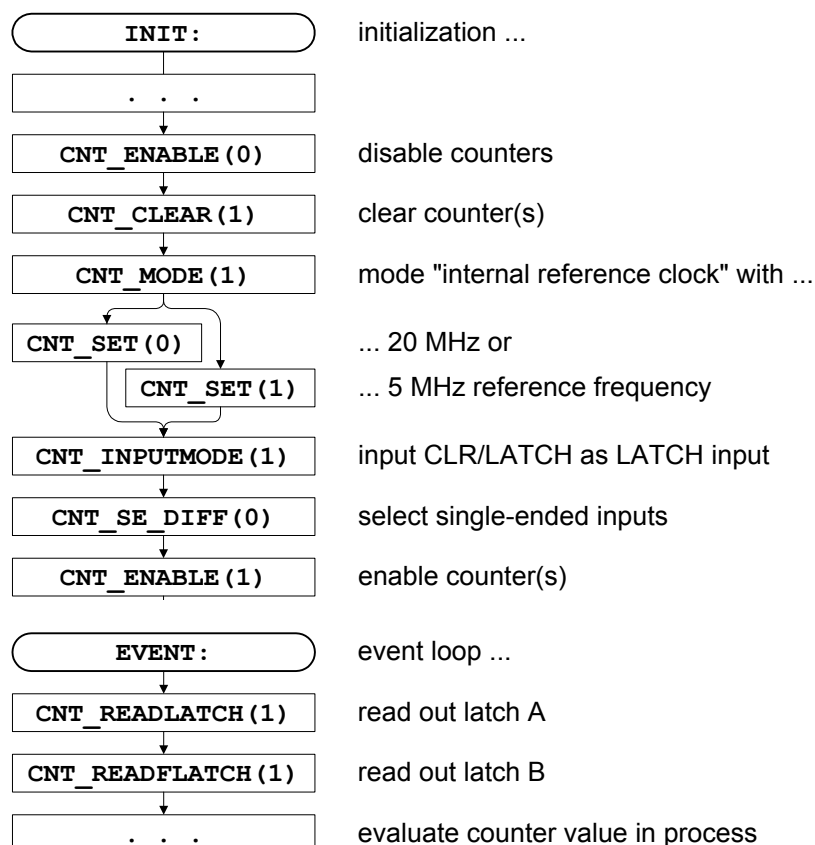 INIT: initialization ...
. . .
CNT_ENABLE(0) disable counters
CNT_CLEAR(1) clear counter(s)
CNT_MODE(1) mode "internal reference clock" with ...
CNT_SET(0) ... 20 MHz or
CNT_SET(1) ... 5 MHz reference frequency
CNT_INPUTMODE(1) input CLR/LATCH as LATCH input
CNT_SE_DIFF(0) select single-ended inputs
CNT_ENABLE(1) enable counter(s)
EVENT: event loop ...
CNT_READLATCH(1) read out latch A
CNT_READFLATCH(1) read out latch B
. . . evaluate counter value in process